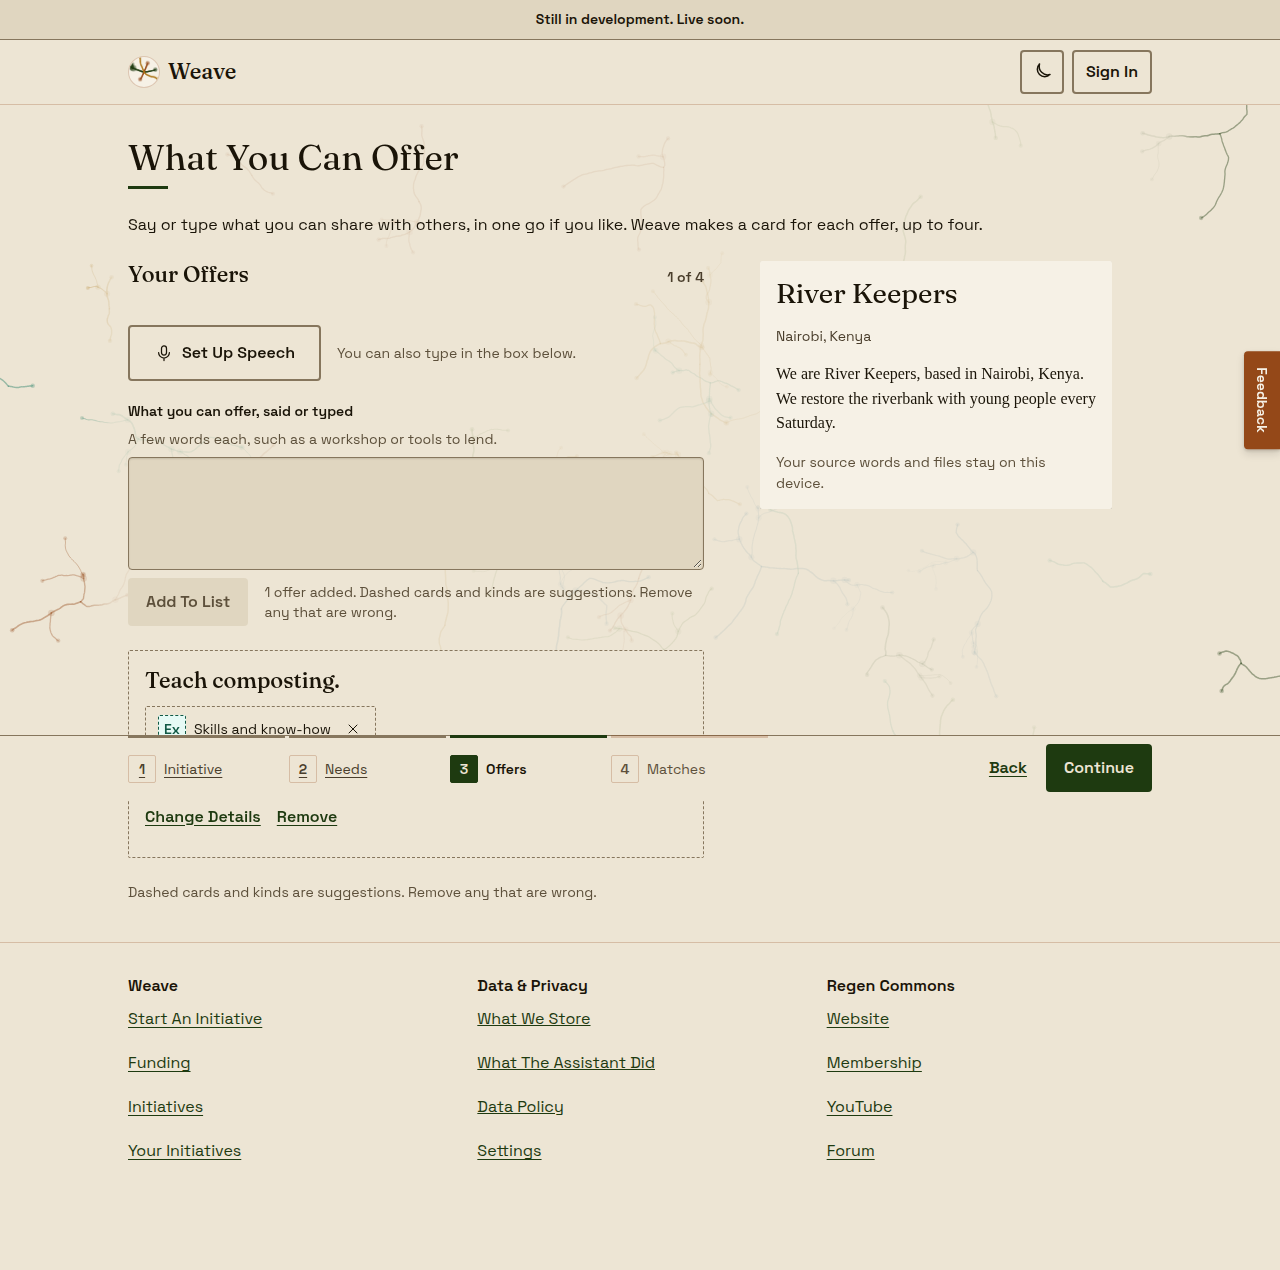 Still in development. Live soon.
Weave
Sign In
What You Can Offer
Say or type what you can share with others, in one go if you like. Weave makes a card for each offer, up to four.
Your Offers
1 of 4
Set Up Speech
You can also type in the box below.
What you can offer, said or typed
A few words each, such as a workshop or tools to lend.
Add To List
1 offer added. Dashed cards and kinds are suggestions. Remove
any that are wrong.
Teach composting.
Ex
Skills and know-how
River Keepers
Nairobi, Kenya
We are River Keepers, based in Nairobi, Kenya.
We restore the riverbank with young people every
Saturday.
Your source words and files stay on this
device.
Feedback
1 Initiative
2 Needs
3 Offers
4 Matches
Back
Continue
Change Details
Remove
Dashed cards and kinds are suggestions. Remove any that are wrong.
Weave
Start An Initiative
Funding
Initiatives
Your Initiatives
Data & Privacy
What We Store
What The Assistant Did
Data Policy
Settings
Regen Commons
Website
Membership
YouTube
Forum